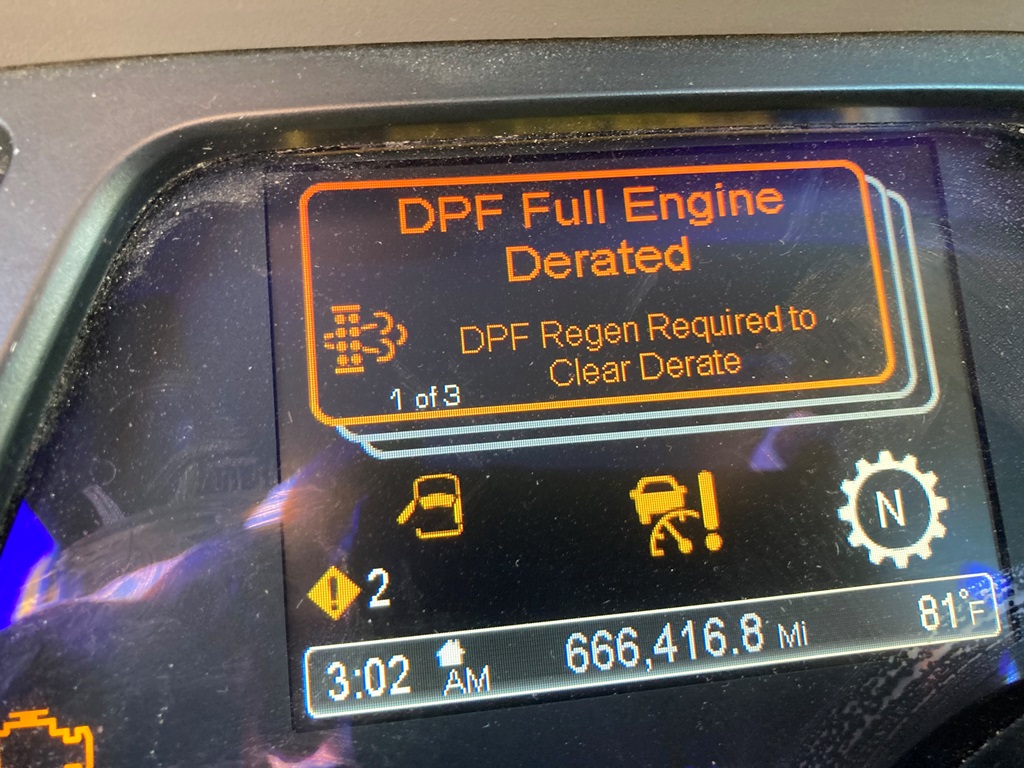 DPF Full Engine
Derated
DPF Regen Required to
Clear Derate
1 of 3
N
2
3:02 AM 666,416.8 Mi 81°F